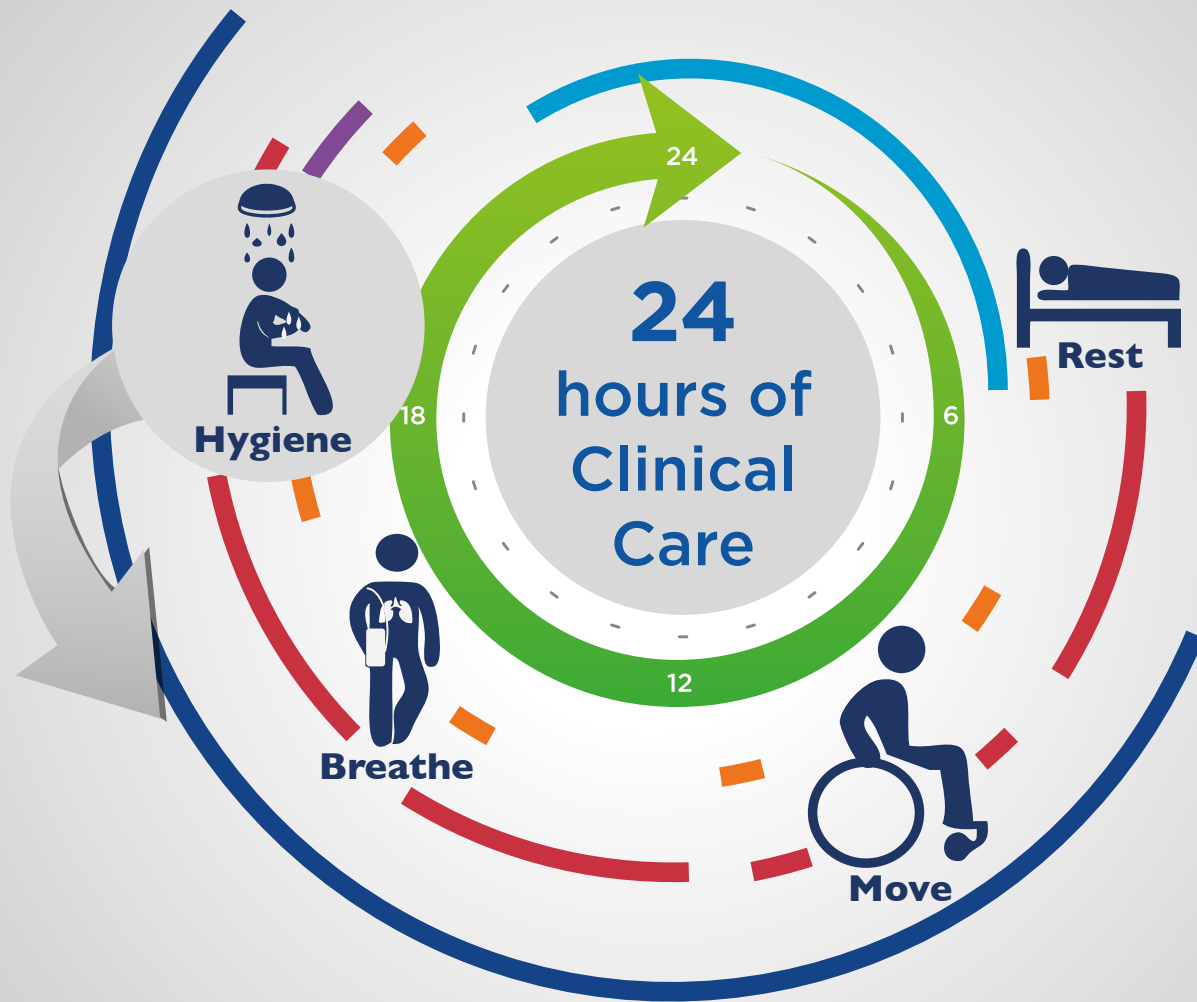 24
24
hours of
Clinical
Care
6
12
18
Rest
Move
Breathe
Hygiene